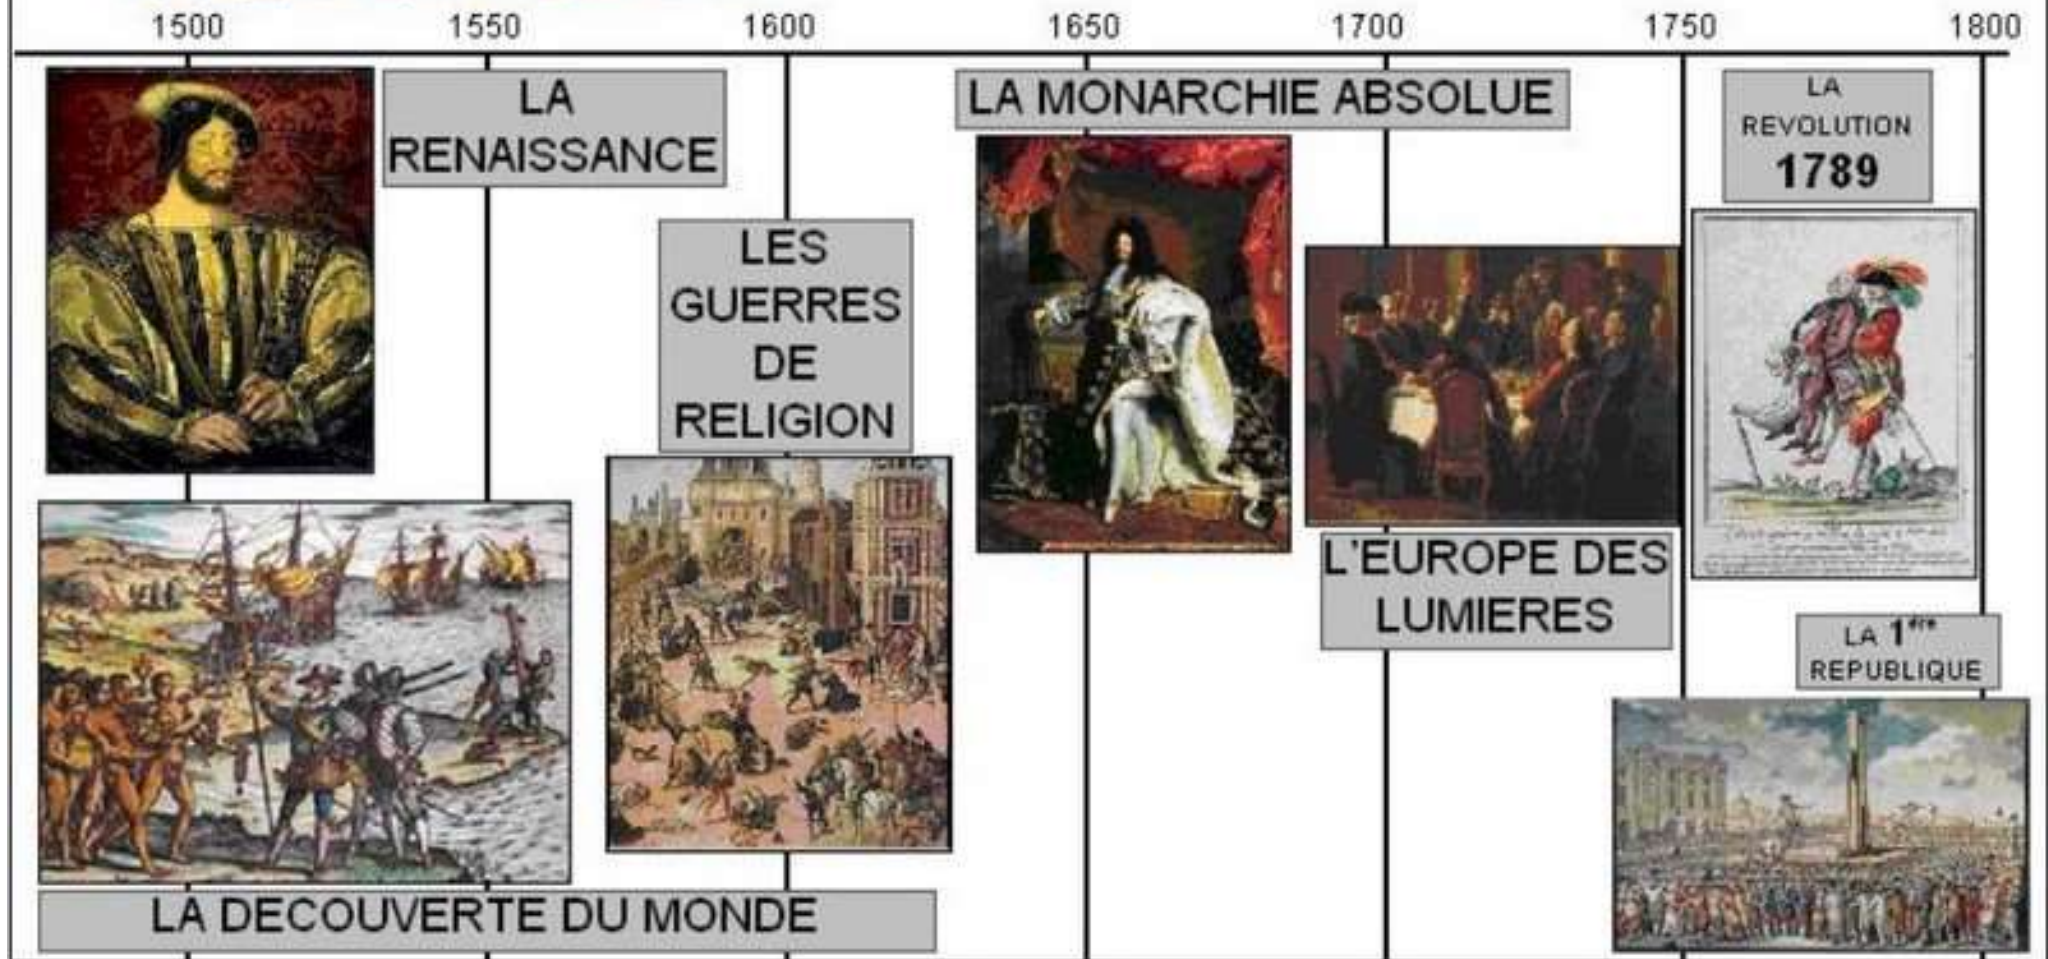 1500 1550 1600 1650 1700 1750 1800
LA
RENAISSANCE
LES
GUERRES
DE
RELIGION
LA DECOUVERTE DU MONDE
LA MONARCHIE ABSOLUE
L'EUROPE DES
LUMIERES
LA
REVOLUTION
1789
LA 1ère
REPUBLIQUE